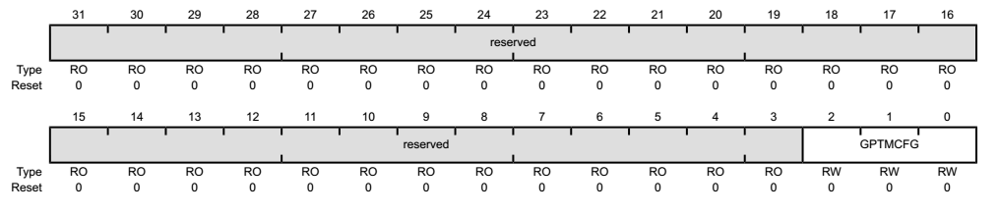 31 30 29 28 27 26 25 24 23 22 21 20 19 18 17 16
reserved
Type RO RO RO RO RO RO RO RO RO RO RO RO RO RO RO RO
Reset 0 0 0 0 0 0 0 0 0 0 0 0 0 0 0 0
15 14 13 12 11 10 9 8 7 6 5 4 3 2 1 0
reserved GPTMCFG
Type RO RO RO RO RO RO RO RO RO RO RO RO RO RW RW RW
Reset 0 0 0 0 0 0 0 0 0 0 0 0 0 0 0 0